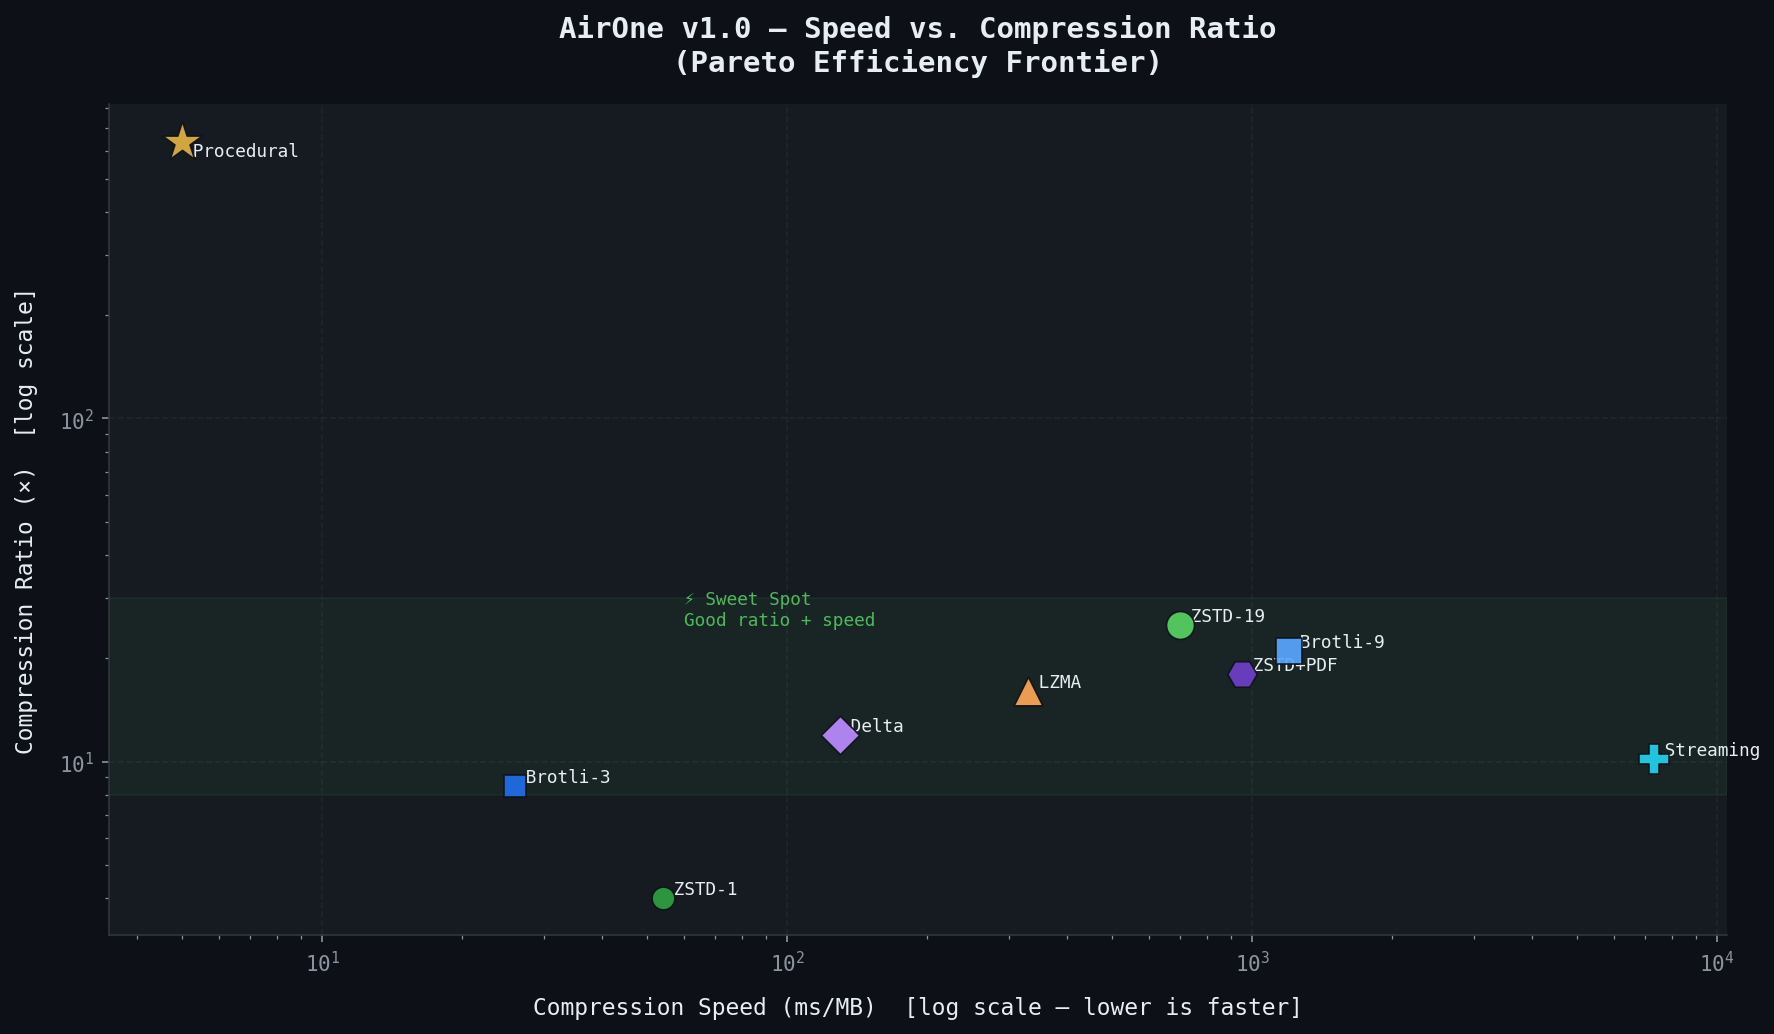 AirOne v1.0 — Speed vs. Compression Ratio
(Pareto Efficiency Frontier)
Compression Ratio (×)  [log scale]
10²
10¹
Procedural
⚡ Sweet Spot
Good ratio + speed
ZSTD-19
Brotli-9
ZSTD+PDF
LZMA
Delta
Streaming
Brotli-3
ZSTD-1
10¹
10²
10³
10⁴
Compression Speed (ms/MB)  [log scale — lower is faster]